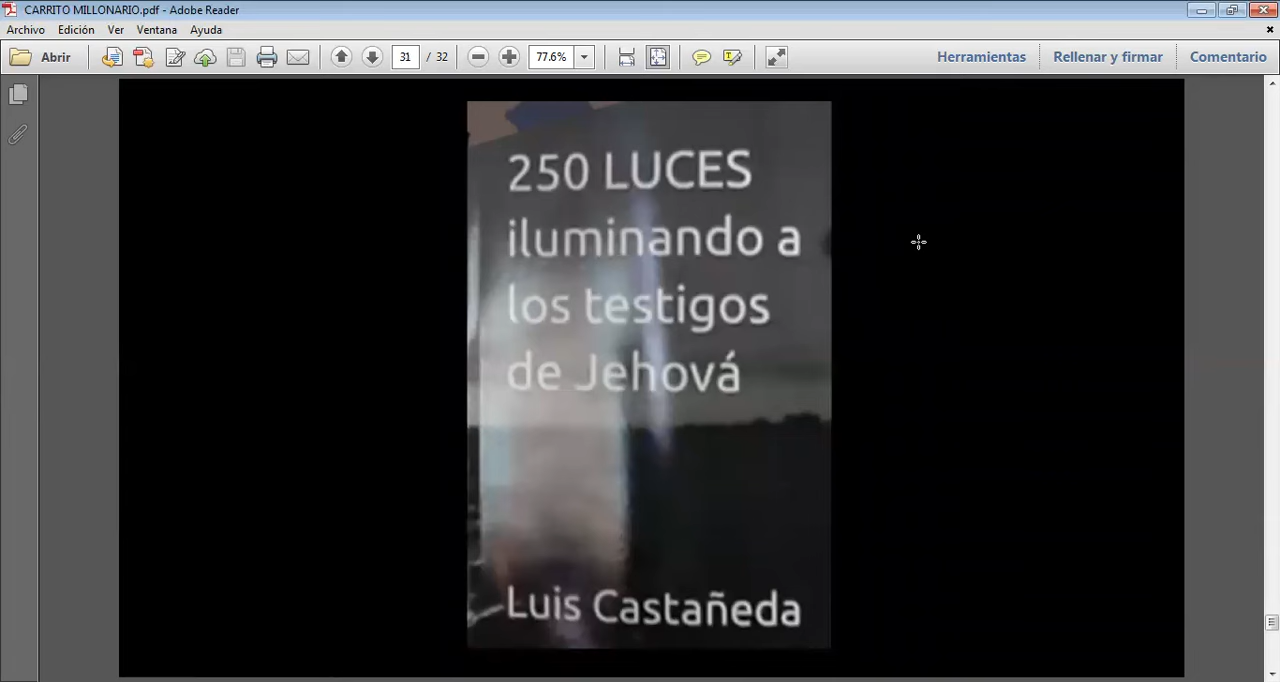 CARRITO MILLONARIO.pdf - Adobe Reader
Archivo Edición Ver Ventana Ayuda
Abrir 31 / 32 77.6% Herramientas Rellenar y firmar Comentario
250 LUCES
iluminando a
los testigos
de Jehová
Luis Castañeda